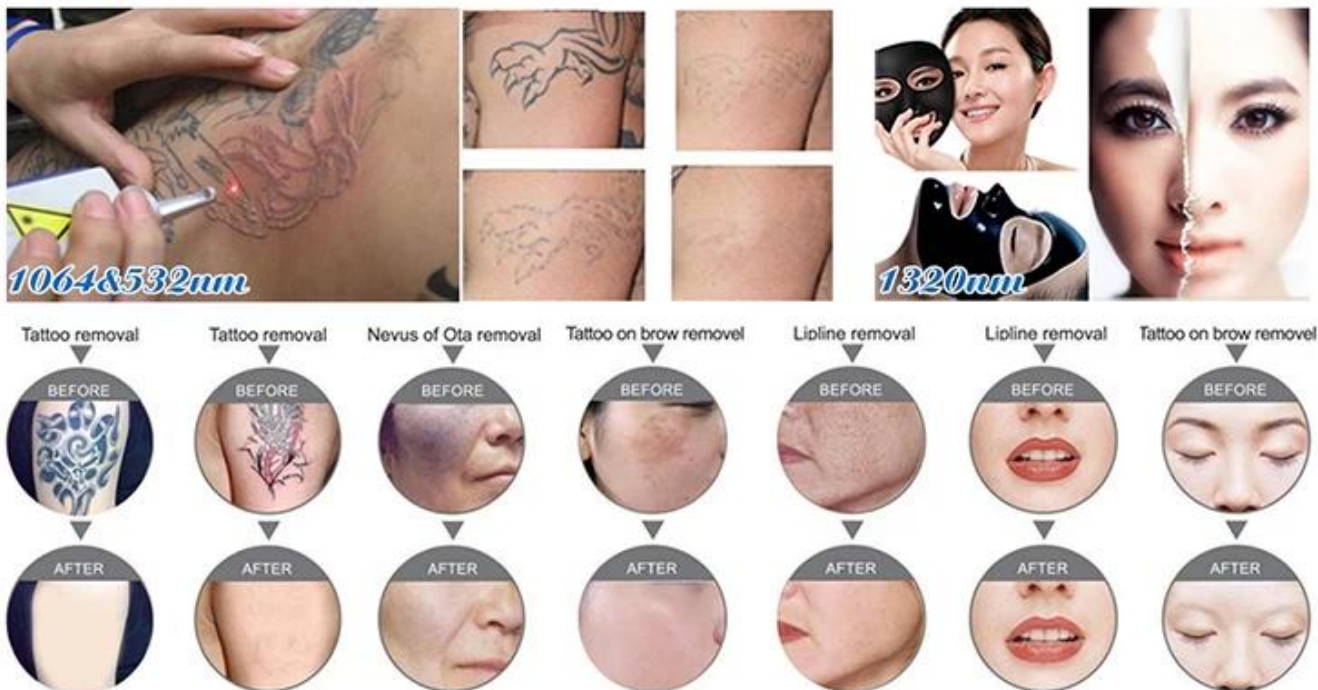 1064&532nm
1320nm
Tattoo removal
Tattoo removal
Nevus of Ota removal
Tattoo on brow removel
Lipline removal
Lipline removal
Tattoo on brow removel
BEFORE
BEFORE
BEFORE
BEFORE
BEFORE
BEFORE
BEFORE
AFTER
AFTER
AFTER
AFTER
AFTER
AFTER
AFTER